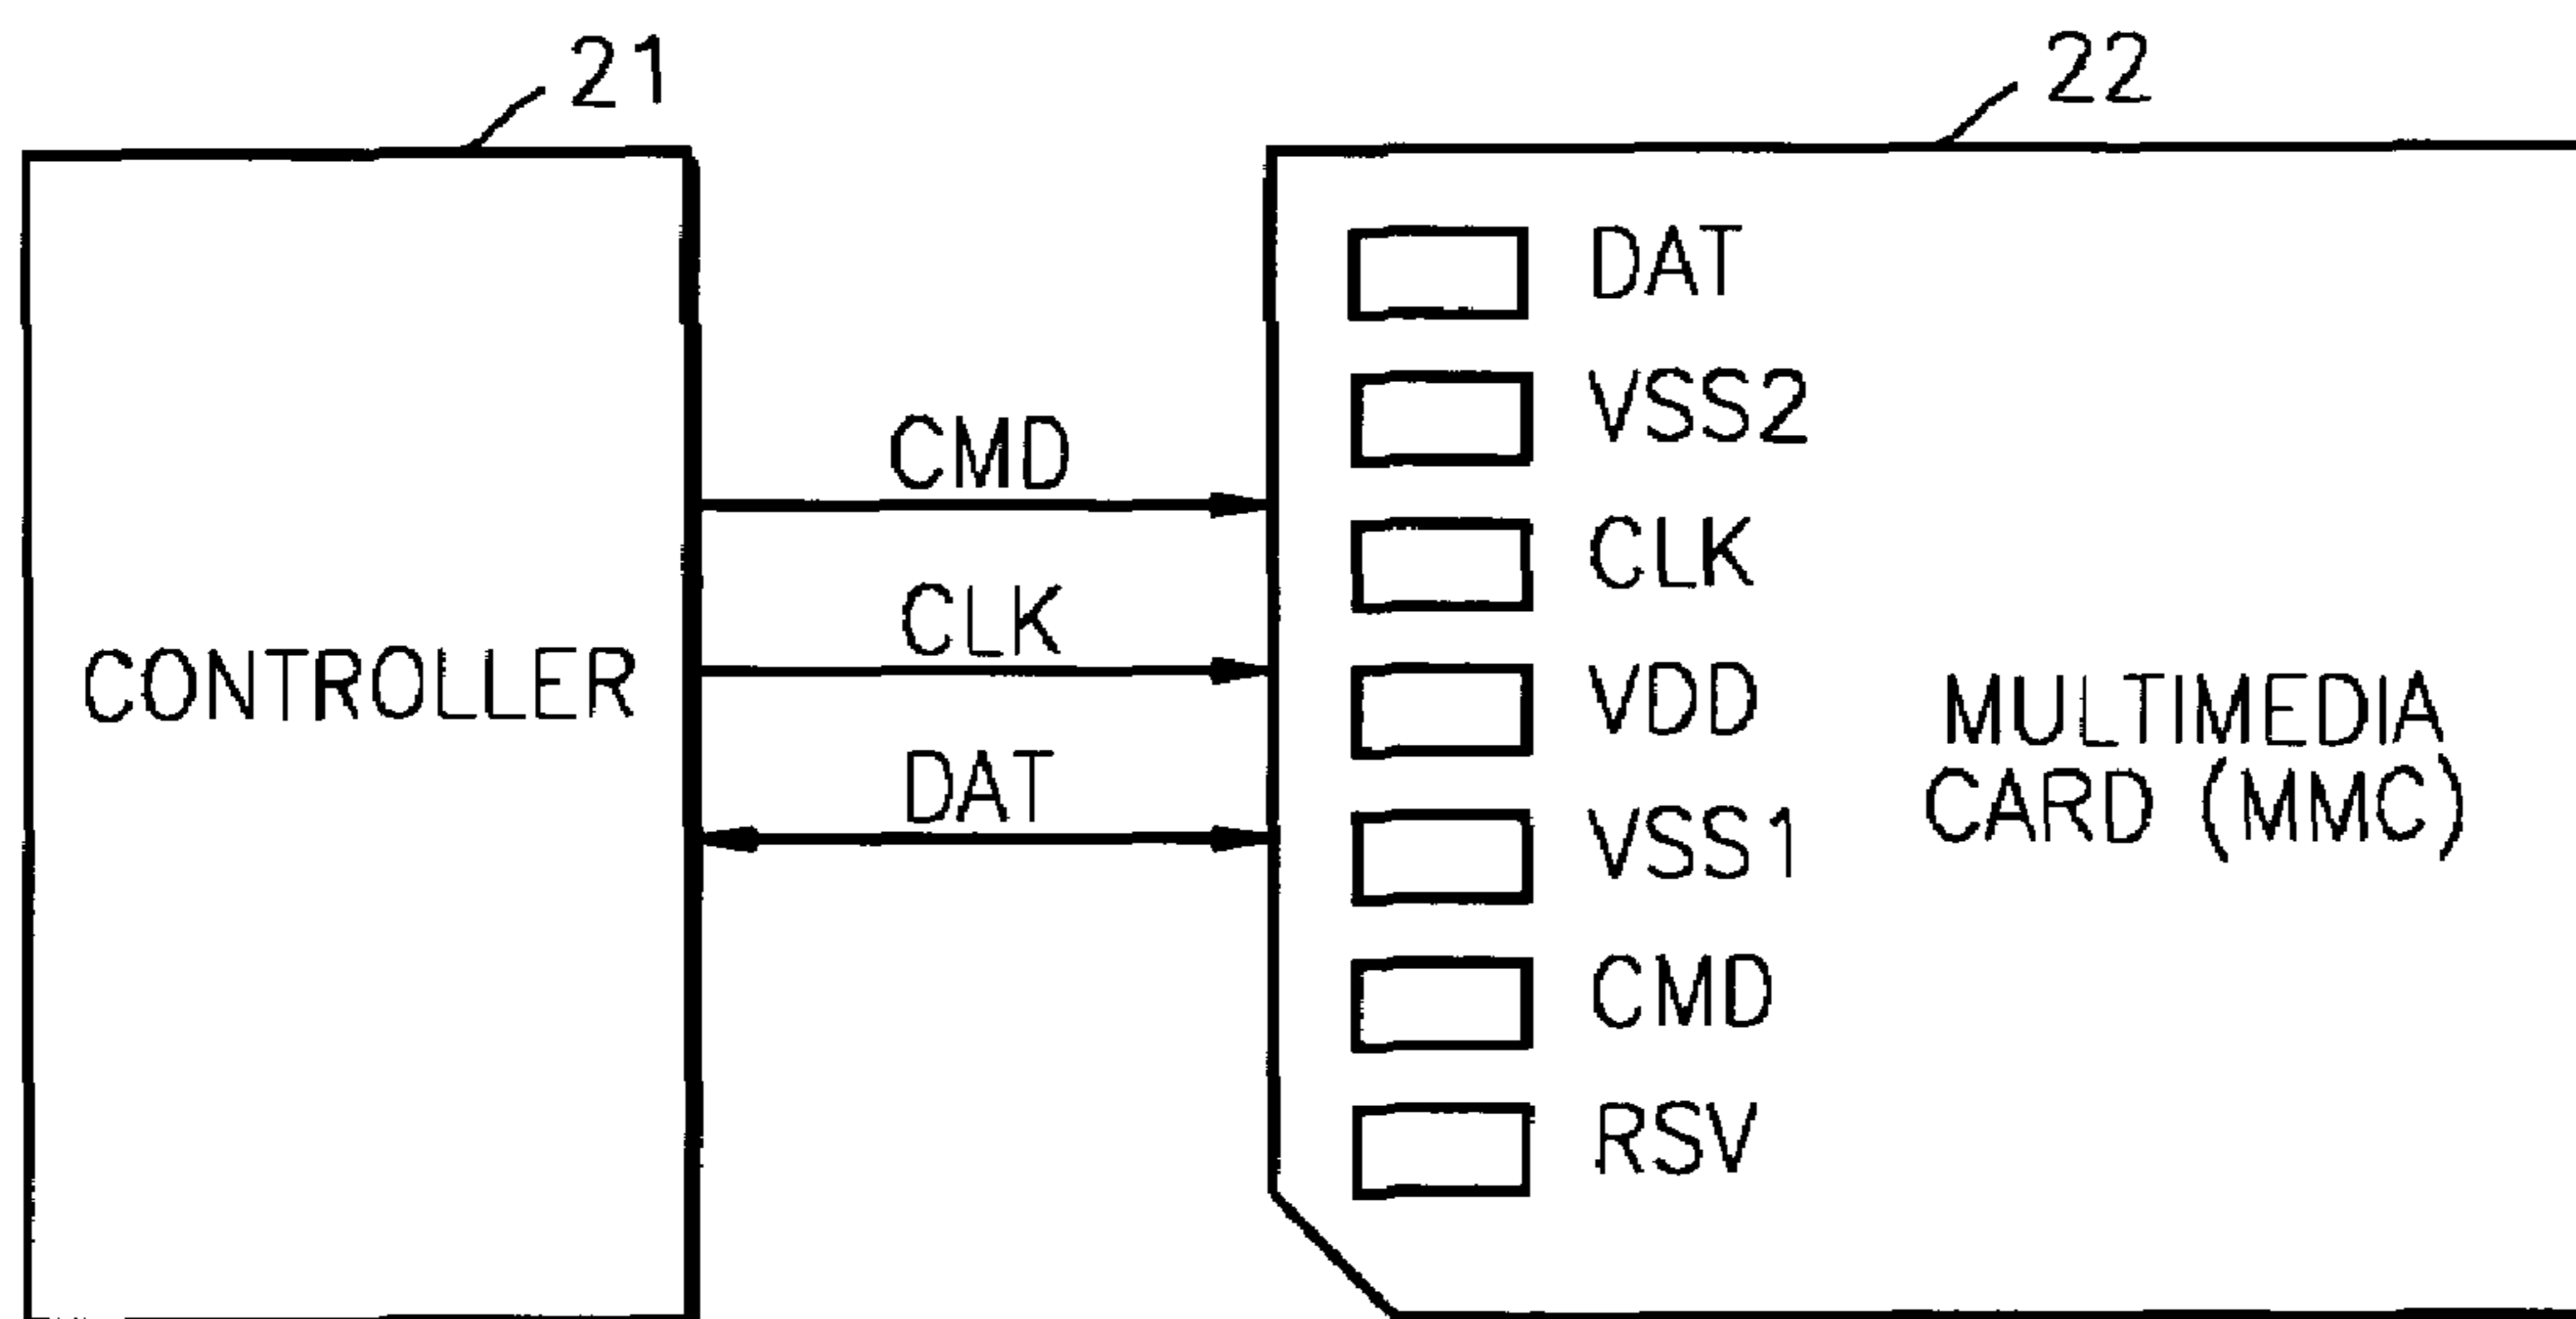 21
22
CONTROLLER
CMD
CLK
DAT
DAT
VSS2
CLK
VDD
VSS1
CMD
RSV
MULTIMEDIA
CARD (MMC)